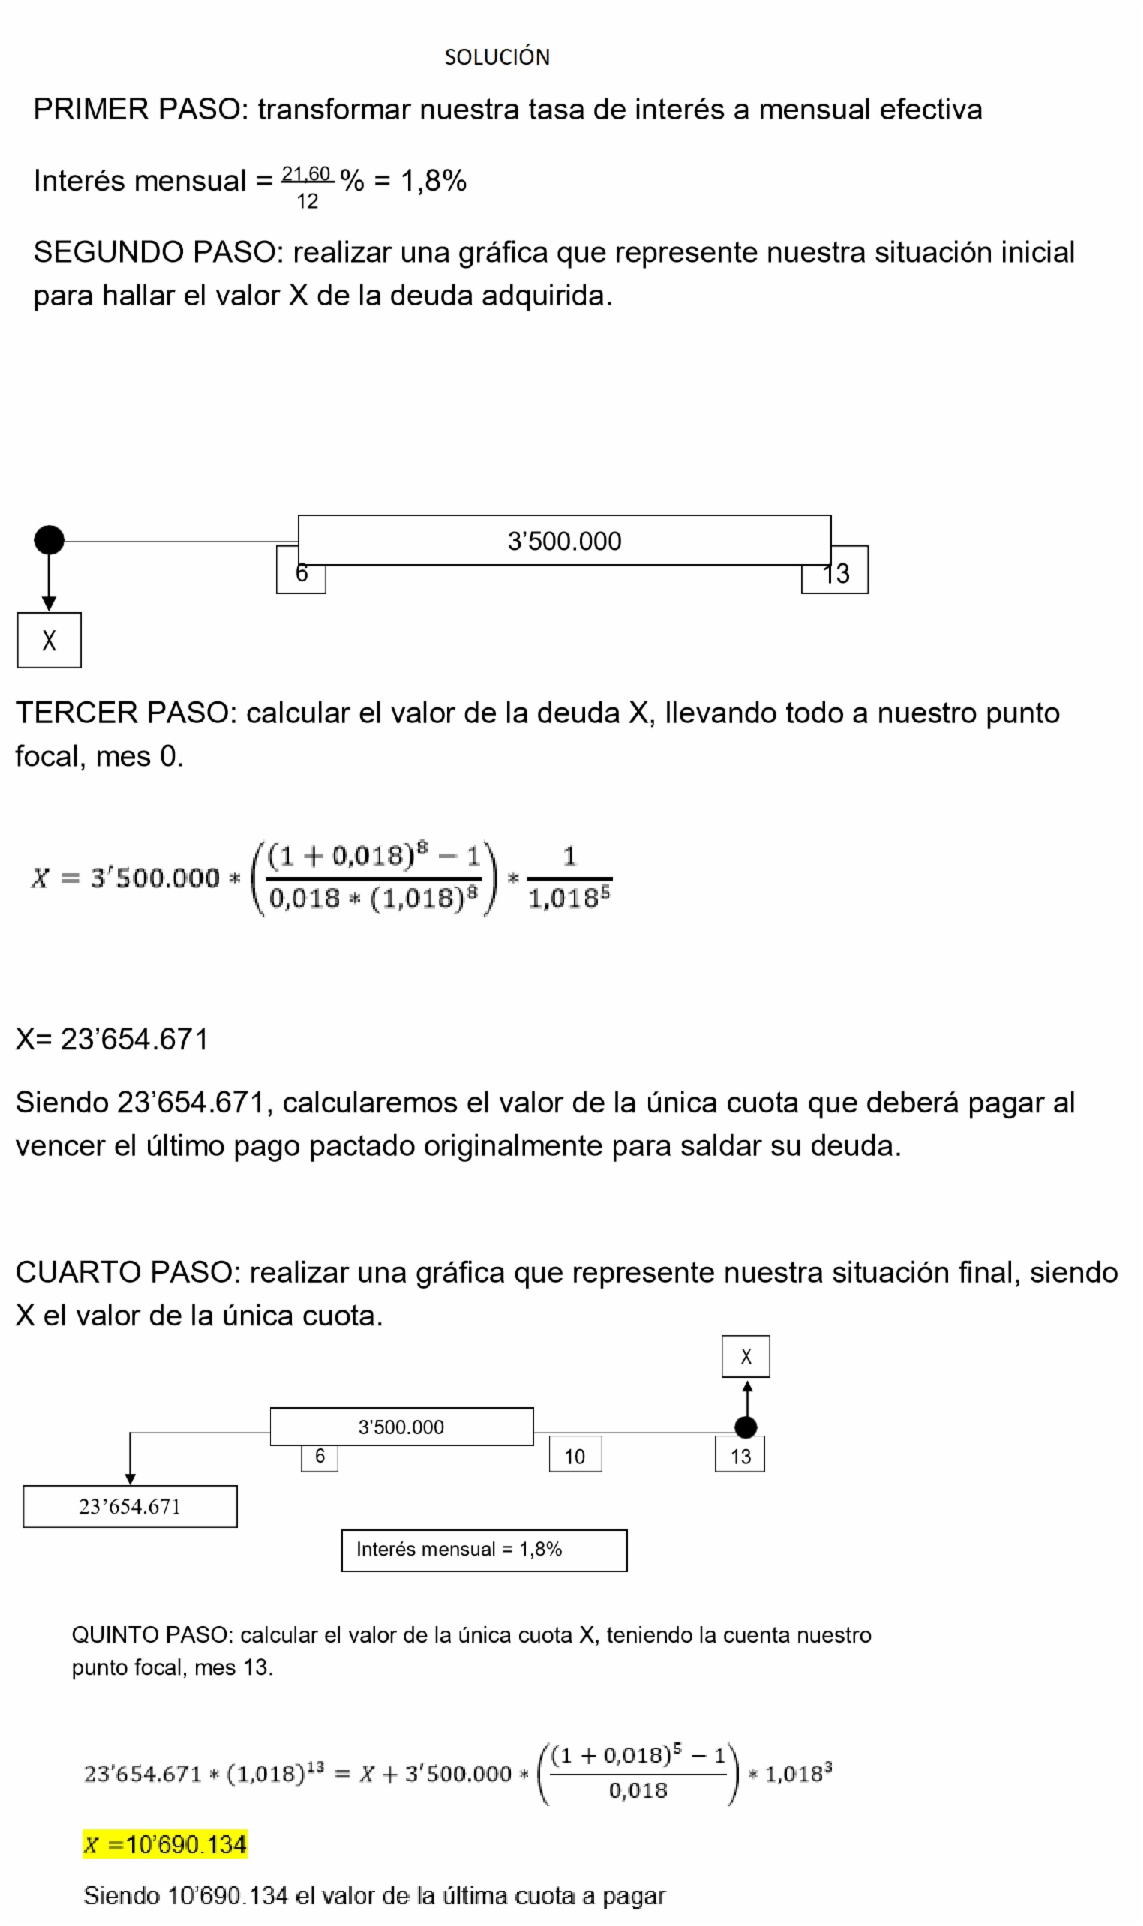 SOLUCIÓN
PRIMER PASO: transformar nuestra tasa de interés a mensual efectiva
Interés mensual = 21,60/12 % = 1,8%
SEGUNDO PASO: realizar una gráfica que represente nuestra situación inicial
para hallar el valor X de la deuda adquirida.
3'500.000
6
13
X
TERCER PASO: calcular el valor de la deuda X, llevando todo a nuestro punto
focal, mes 0.
X = 3'500.000 * (((1 + 0,018)^8 − 1)/(0,018 * (1,018)^8)) * 1/1,018^5
X= 23'654.671
Siendo 23'654.671, calcularemos el valor de la única cuota que deberá pagar al
vencer el último pago pactado originalmente para saldar su deuda.
CUARTO PASO: realizar una gráfica que represente nuestra situación final, siendo
X el valor de la única cuota.
X
3'500.000
6
10
13
23'654.671
Interés mensual = 1,8%
QUINTO PASO: calcular el valor de la única cuota X, teniendo la cuenta nuestro
punto focal, mes 13.
23'654.671 * (1,018)^13 = X + 3'500.000 * (((1 + 0,018)^5 − 1)/0,018) * 1,018^3
X =10'690.134
Siendo 10'690.134 el valor de la última cuota a pagar